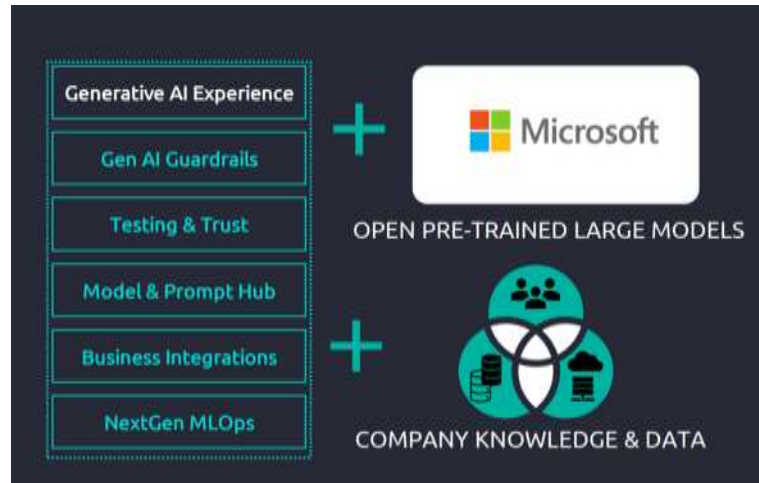 Generative AI Experience
Gen AI Guardrails
Testing & Trust
Model & Prompt Hub
Business Integrations
NextGen MLOps
+
Microsoft
OPEN PRE-TRAINED LARGE MODELS
+
COMPANY KNOWLEDGE & DATA